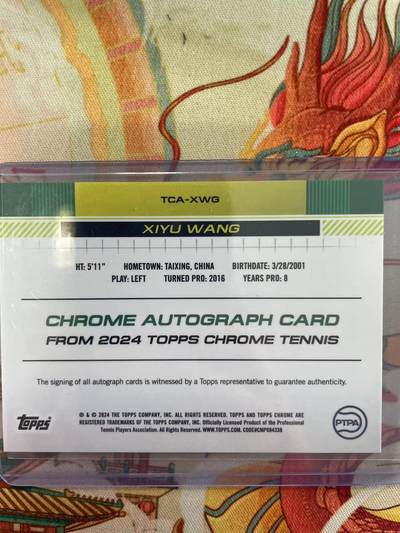 TCA-XWG
XIYU WANG
HT: 5'11" HOMETOWN: TAIXING, CHINA BIRTHDATE: 3/28/2001
PLAY: LEFT TURNED PRO: 2016 YEARS PRO: 8
CHROME AUTOGRAPH CARD
FROM 2024 TOPPS CHROME TENNIS
The signing of all autograph cards is witnessed by a Topps representative to guarantee authenticity.
® & © 2024 THE TOPPS COMPANY, INC. ALL RIGHTS RESERVED. TOPPS AND TOPPS CHROME ARE
REGISTERED TRADEMARKS OF THE TOPPS COMPANY, INC. Officially Licensed Product of the Professional
Tennis Players Association. All Rights Reserved. WWW.TOPPS.COM. CODE#CMP084338
Topps
PTPA